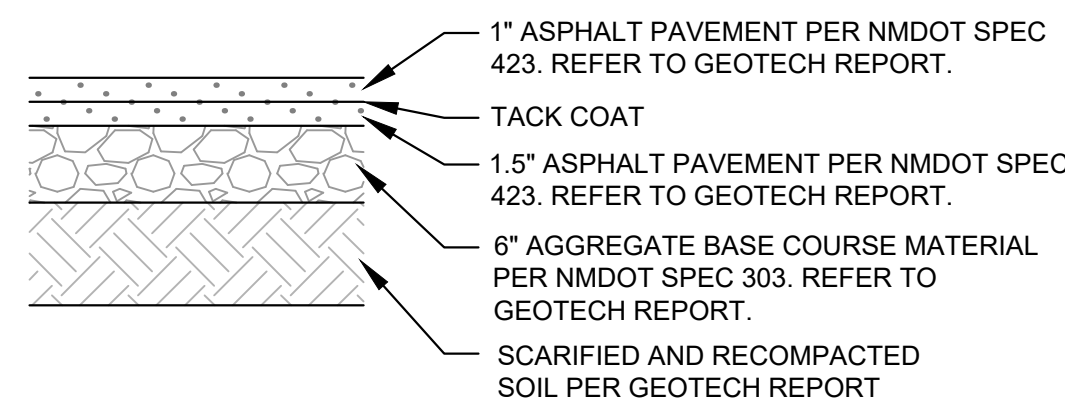 1" ASPHALT PAVEMENT PER NMDOT SPEC
423. REFER TO GEOTECH REPORT.
TACK COAT
1.5" ASPHALT PAVEMENT PER NMDOT SPEC
423. REFER TO GEOTECH REPORT.
6" AGGREGATE BASE COURSE MATERIAL
PER NMDOT SPEC 303. REFER TO
GEOTECH REPORT.
SCARIFIED AND RECOMPACTED
SOIL PER GEOTECH REPORT